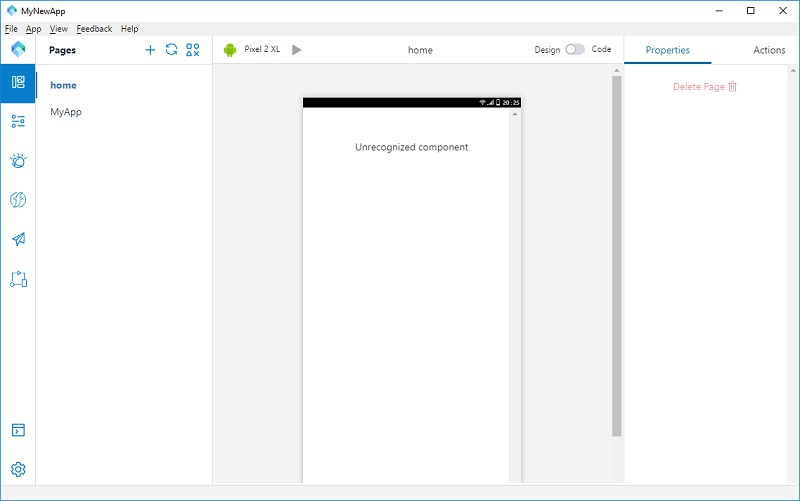 MyNewApp
File App View Feedback Help
Pages
Pixel 2 XL
home
Design
Code
Properties
Actions
home
MyApp
Delete Page
20:25
Unrecognized component